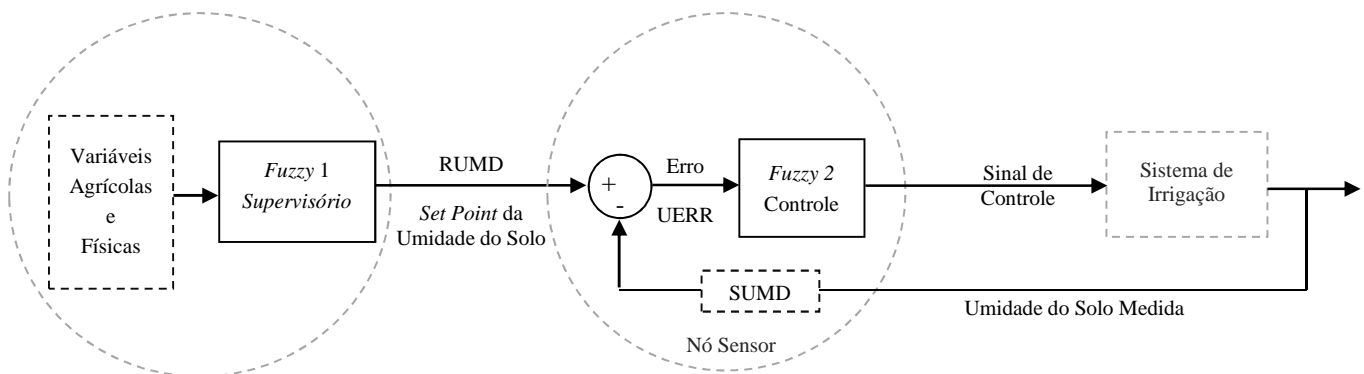 Variáveis
Agrícolas
e
Físicas
Fuzzy 1
Supervisório
RUMD
Set Point da
Umidade do Solo
+
-
Erro
UERR
Fuzzy 2
Controle
Sinal de
Controle
Sistema de
Irrigação
SUMD
Umidade do Solo Medida
Nó Sensor